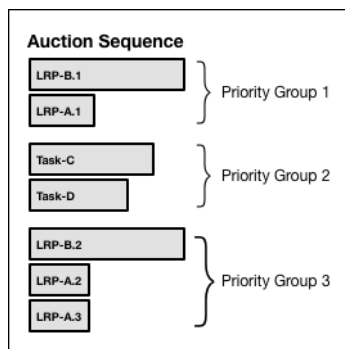 Auction Sequence
LRP-B.1
LRP-A.1
Priority Group 1
Task-C
Task-D
Priority Group 2
LRP-B.2
LRP-A.2
LRP-A.3
Priority Group 3